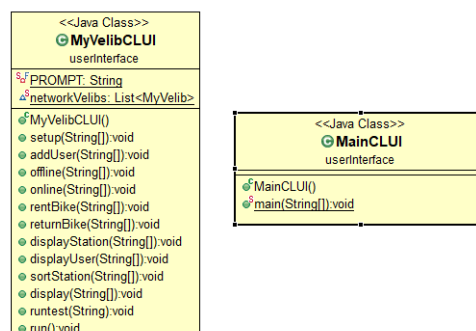 <<Java Class>>
MyVelibCLUI
userInterface
PROMPT: String
networkVelibs: List<MyVelib>
MyVelibCLUI()
setup(String[]):void
addUser(String[]):void
offline(String[]):void
online(String[]):void
rentBike(String[]):void
returnBike(String[]):void
displayStation(String[]):void
displayUser(String[]):void
sortStation(String[]):void
display(String[]):void
runtest(String):void
run():void
<<Java Class>>
MainCLUI
userInterface
MainCLUI()
main(String[]):void